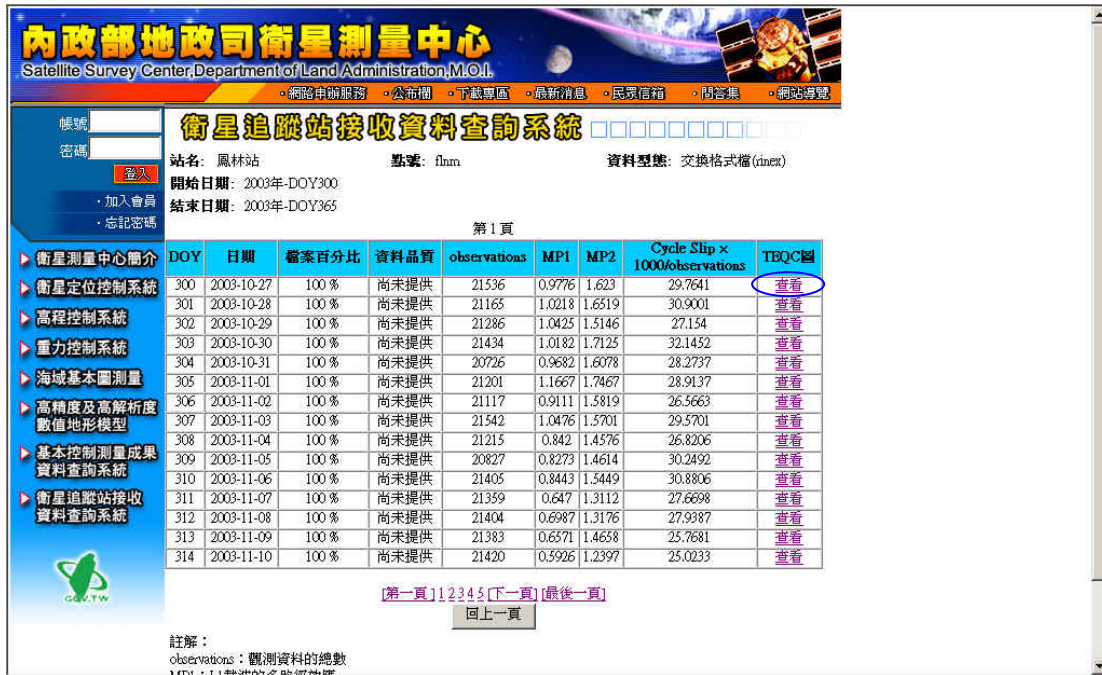 內政部地政司衛星測量中心
Satellite Survey Center,Department of Land Administration,M.O.I.
・網路申辦服務 ・公布欄 ・下載專區 ・最新消息 ・民眾信箱 ・問答集 ・網站導覽
帳號
密碼
登入
・加入會員
・忘記密碼
衛星測量中心簡介
衛星定位控制系統
高程控制系統
重力控制系統
海域基本圖測量
高精度及高解析度
數值地形模型
基本控制測量成果
資料查詢系統
衛星追蹤站接收
資料查詢系統
GOV.TW
衛星追蹤站接收資料查詢系統
站名: 鳳林站 點號: flnm 資料型態: 交換格式檔(rinex)
開始日期: 2003年-DOY300
結束日期: 2003年-DOY365
第1頁
DOY 日期 檔案百分比 資料品質 observations MP1 MP2 Cycle Slip × 1000/observations TEQC圖
300 2003-10-27 100 % 尚未提供 21536 0.9776 1.623 29.7641 查看
301 2003-10-28 100 % 尚未提供 21165 1.0218 1.6519 30.9001 查看
302 2003-10-29 100 % 尚未提供 21286 1.0425 1.5146 27.154 查看
303 2003-10-30 100 % 尚未提供 21434 1.0182 1.7125 32.1452 查看
304 2003-10-31 100 % 尚未提供 20726 0.9682 1.6078 28.2737 查看
305 2003-11-01 100 % 尚未提供 21201 1.1667 1.7467 28.9137 查看
306 2003-11-02 100 % 尚未提供 21117 0.9111 1.5819 26.5663 查看
307 2003-11-03 100 % 尚未提供 21542 1.0476 1.5701 29.5701 查看
308 2003-11-04 100 % 尚未提供 21215 0.842 1.4576 26.8206 查看
309 2003-11-05 100 % 尚未提供 20827 0.8273 1.4614 30.2492 查看
310 2003-11-06 100 % 尚未提供 21405 0.8443 1.5449 30.8806 查看
311 2003-11-07 100 % 尚未提供 21359 0.647 1.3112 27.6698 查看
312 2003-11-08 100 % 尚未提供 21404 0.6987 1.3176 27.9387 查看
313 2003-11-09 100 % 尚未提供 21383 0.6571 1.4658 25.7681 查看
314 2003-11-10 100 % 尚未提供 21420 0.5926 1.2397 25.0233 查看
[第一頁] 1 2 3 4 5 [下一頁] [最後一頁]
回上一頁
註解：
observations：觀測資料的總數
MP1：L1載波的多路徑效應